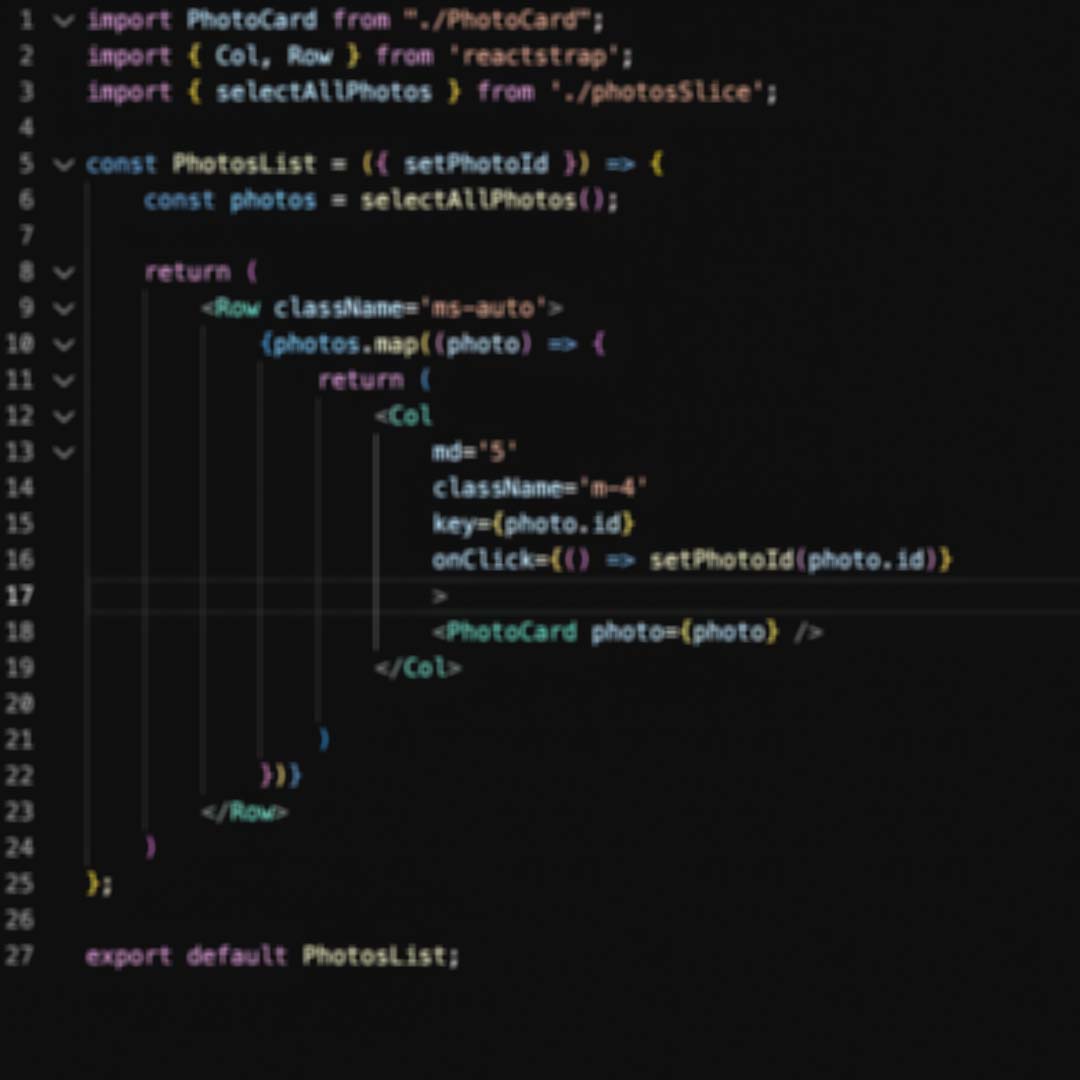 1 import PhotoCard from "./PhotoCard";
2 import { Col, Row } from 'reactstrap';
3 import { selectAllPhotos } from './photosSlice';
4
5 const PhotosList = ({ setPhotoId }) => {
6 const photos = selectAllPhotos();
7
8 return (
9 <Row className='ms-auto'>
10 {photos.map((photo) => {
11 return (
12 <Col
13 md='5'
14 className='m-4'
15 key={photo.id}
16 onClick={() => setPhotoId(photo.id)}
17 >
18 <PhotoCard photo={photo} />
19 </Col>
20
21 )
22 })}
23 </Row>
24 )
25 };
26
27 export default PhotosList;